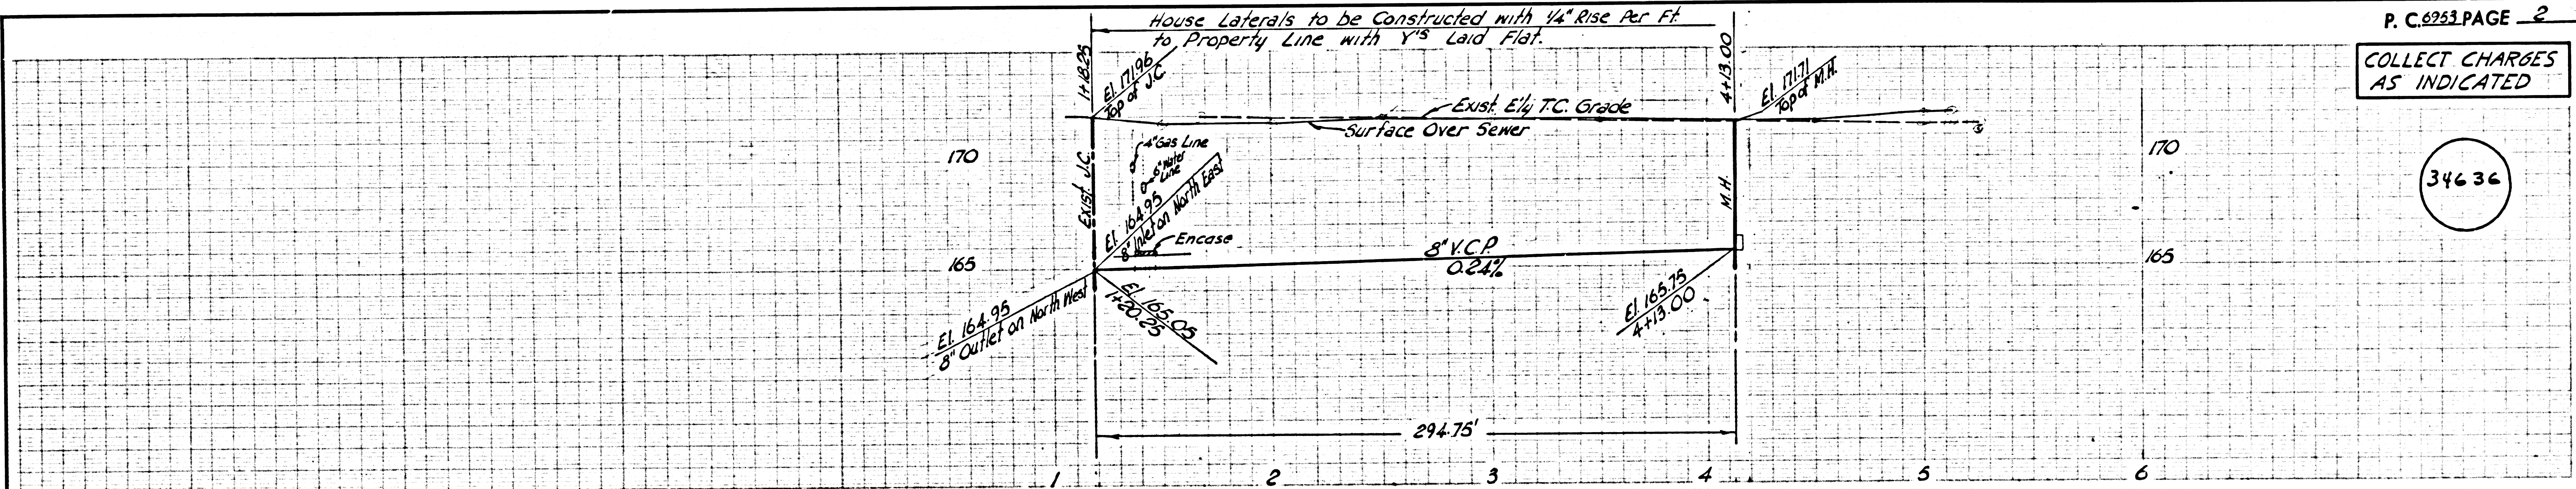 P. C. 6953 PAGE 2
COLLECT CHARGES
AS INDICATED
34636
House Laterals to be Constructed with 1/4" Rise Per Ft.
to Property Line with Y'S Laid Flat.
1+18.25
El. 171.96
Top of J.C.
4+13.00
El. 171.71
Top of M.H.
Exist. E'ly T.C. Grade
Surface Over Sewer
170
4" Gas Line
6" Water
Line
Exist. J.C.
El. 164.95
8" Inlet on North East
Encase
M.H.
170
165
8" V.C.P.
0.24%
165
El. 164.95
8" Outlet on North West
El. 165.05
1+20.25
El. 165.75
4+13.00
294.75'
1 2 3 4 5 6